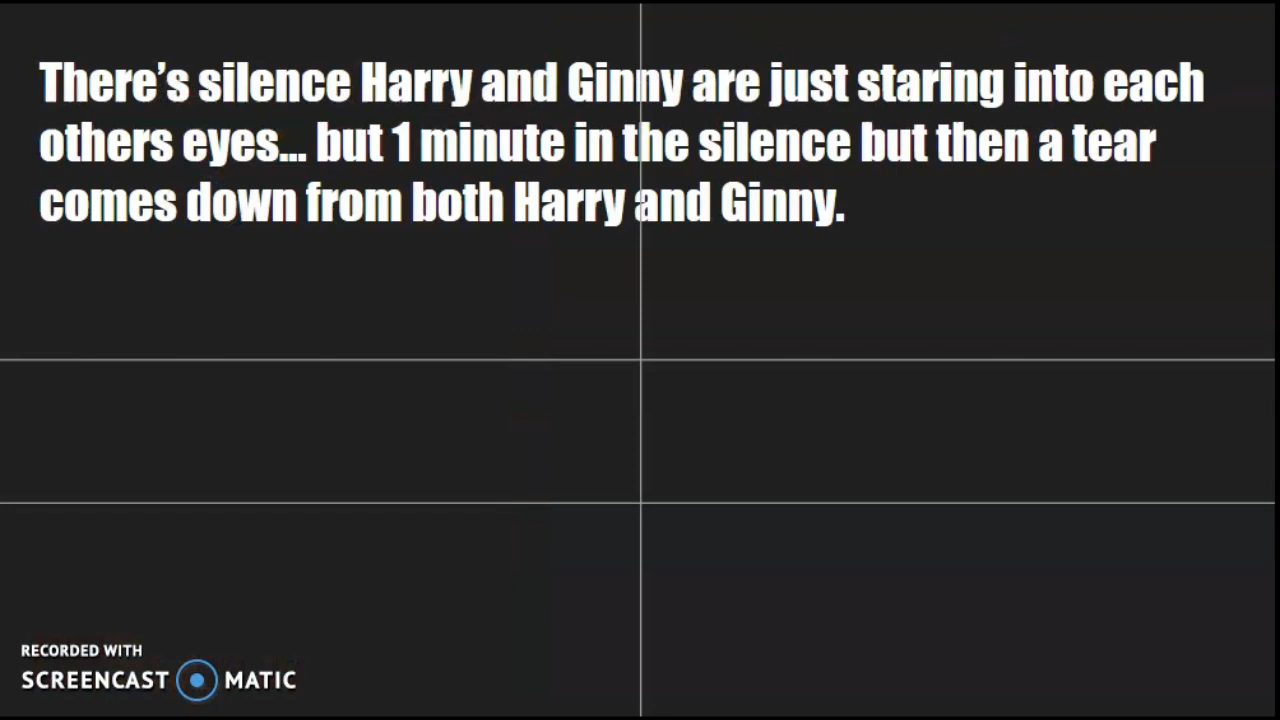 There’s silence Harry and Ginny are just staring into each
others eyes... but 1 minute in the silence but then a tear
comes down from both Harry and Ginny.
RECORDED WITH
SCREENCAST MATIC